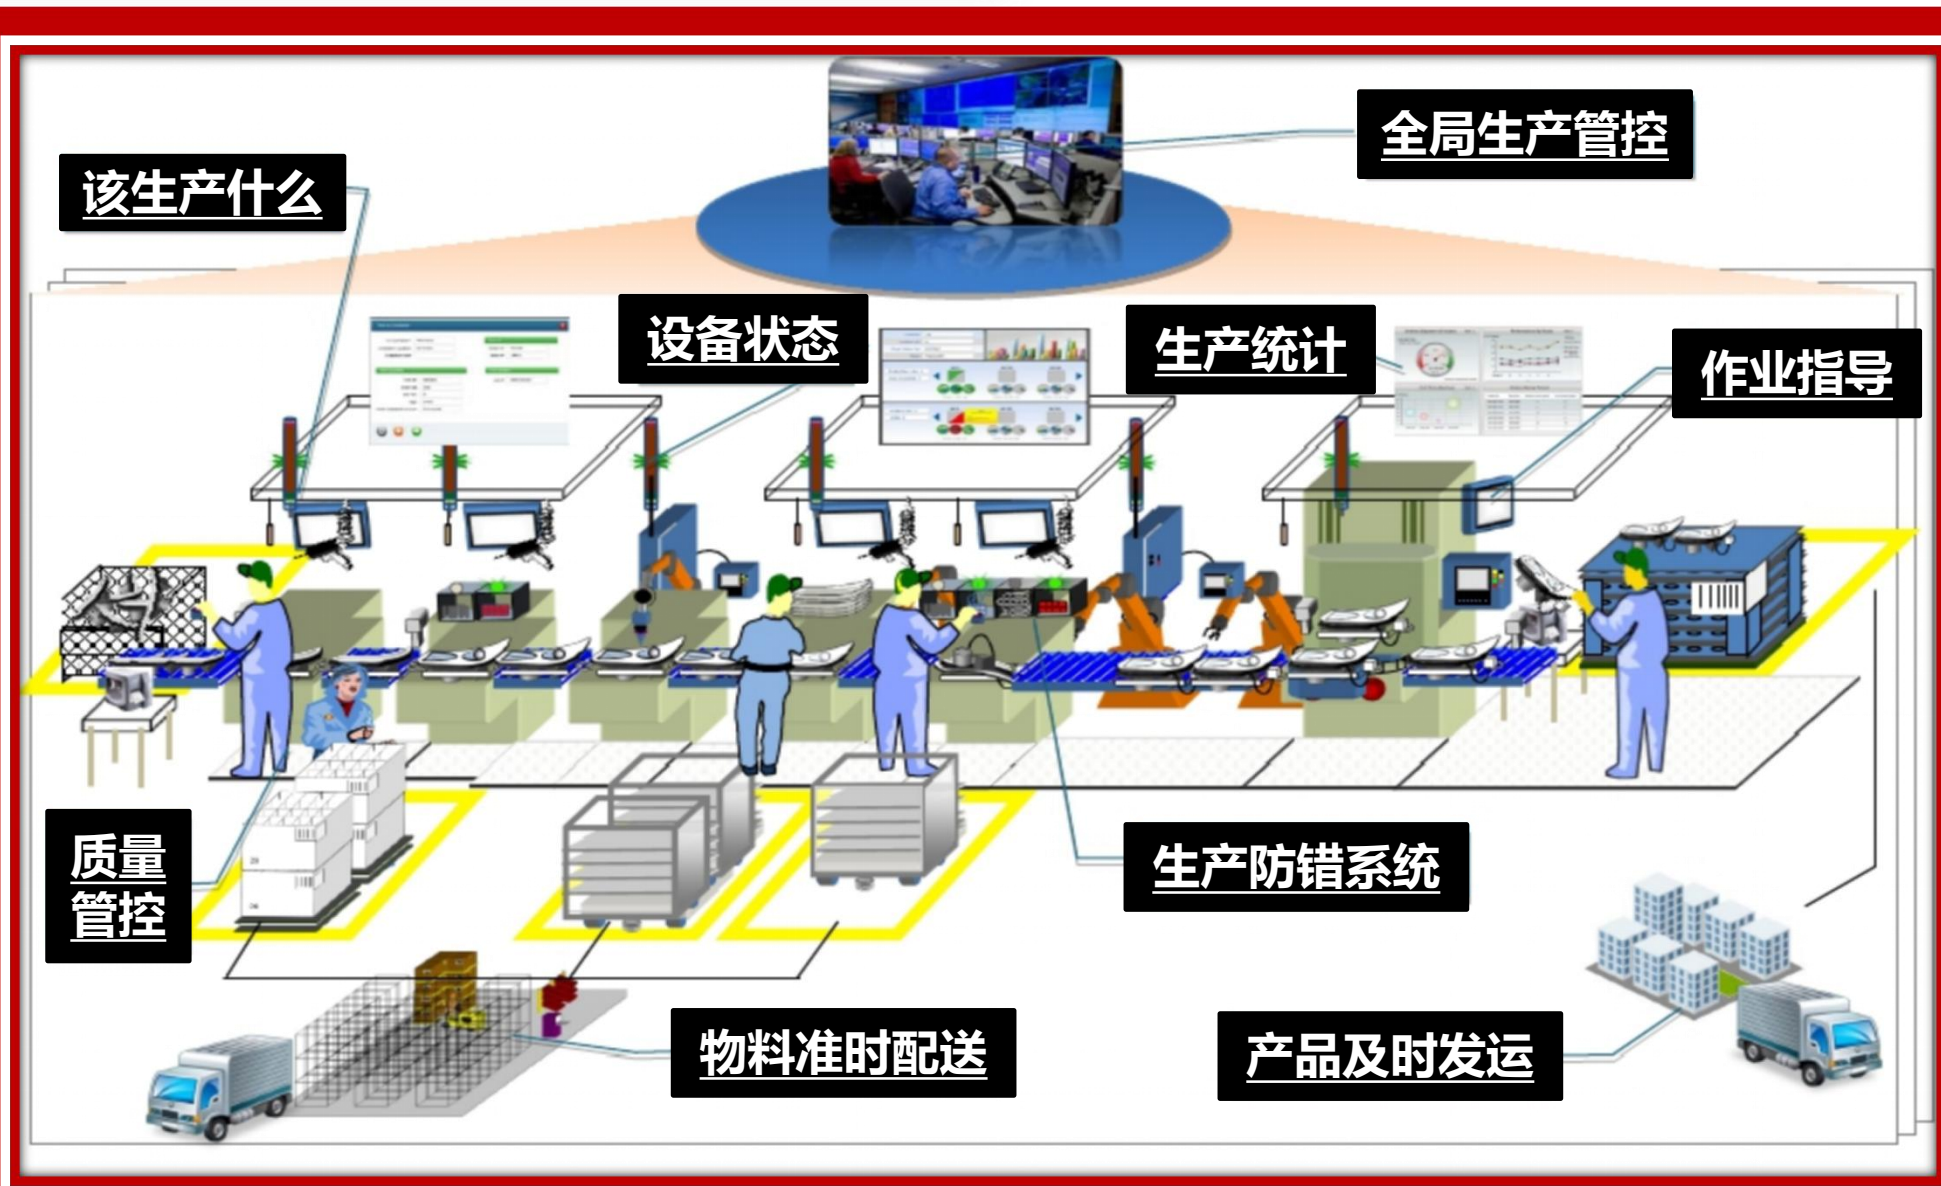 全局生产管控
该生产什么
设备状态
生产统计
作业指导
质量
管控
生产防错系统
物料准时配送
产品及时发运